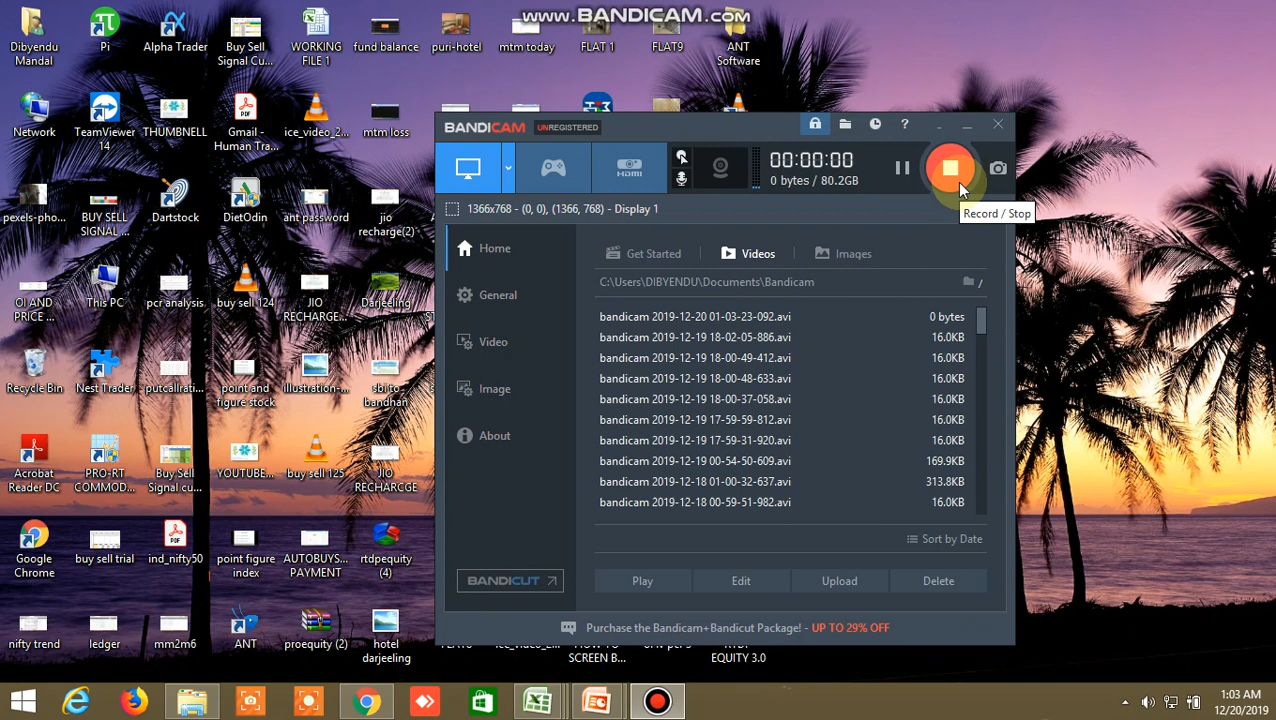 www.BANDICAM.com
Dibyendu
Mandal
Pi
Alpha Trader
Buy Sell
Signal Cu...
WORKING
FILE 1
fund balance
puri-hotel
mtm today
FLAT 1
FLAT9
ANT
Software
Network
TeamViewer
14
THUMBNELL
Gmail -
Human Tra...
ice_video_2...
mtm loss
pexels-pho...
BUY SELL
SIGNAL ...
Dartstock
DietOdin
ant password
jio
recharge(2)
OI AND
PRICE ...
This PC
pcr analysis
buy sell 124
JIO
RECHARGE...
Darjeeling
Recycle Bin
Nest Trader
putcallrati...
point and
figure stock
illustration-...
sbi to
bandhan
Acrobat
Reader DC
PRO-RT
COMMOD...
Buy Sell
Signal cu...
YOUTUBE...
buy sell 125
JIO
RECHARCGE
Google
Chrome
buy sell trial
ind_nifty50
point figure
index
AUTOBUYS...
PAYMENT
rtdpequity
(4)
nifty trend
ledger
mm2m6
ANT
proequity (2)
hotel
darjeeling
SCREEN B...
RTDP
EQUITY 3.0
BANDICAM UNREGISTERED
HDMI
00:00:00
0 bytes / 80.2GB
Record / Stop
1366x768 - (0, 0), (1366, 768) - Display 1
Home
General
Video
Image
About
BANDICUT
Get Started
Videos
Images
C:\Users\DIBYENDU\Documents\Bandicam
bandicam 2019-12-20 01-03-23-092.avi 0 bytes
bandicam 2019-12-19 18-02-05-886.avi 16.0KB
bandicam 2019-12-19 18-00-49-412.avi 16.0KB
bandicam 2019-12-19 18-00-48-633.avi 16.0KB
bandicam 2019-12-19 18-00-37-058.avi 16.0KB
bandicam 2019-12-19 17-59-59-812.avi 16.0KB
bandicam 2019-12-19 17-59-31-920.avi 16.0KB
bandicam 2019-12-19 00-54-50-609.avi 169.9KB
bandicam 2019-12-18 01-00-32-637.avi 313.8KB
bandicam 2019-12-18 00-59-51-982.avi 16.0KB
Sort by Date
Play
Edit
Upload
Delete
Purchase the Bandicam+Bandicut Package! - UP TO 29% OFF
1:03 AM
12/20/2019